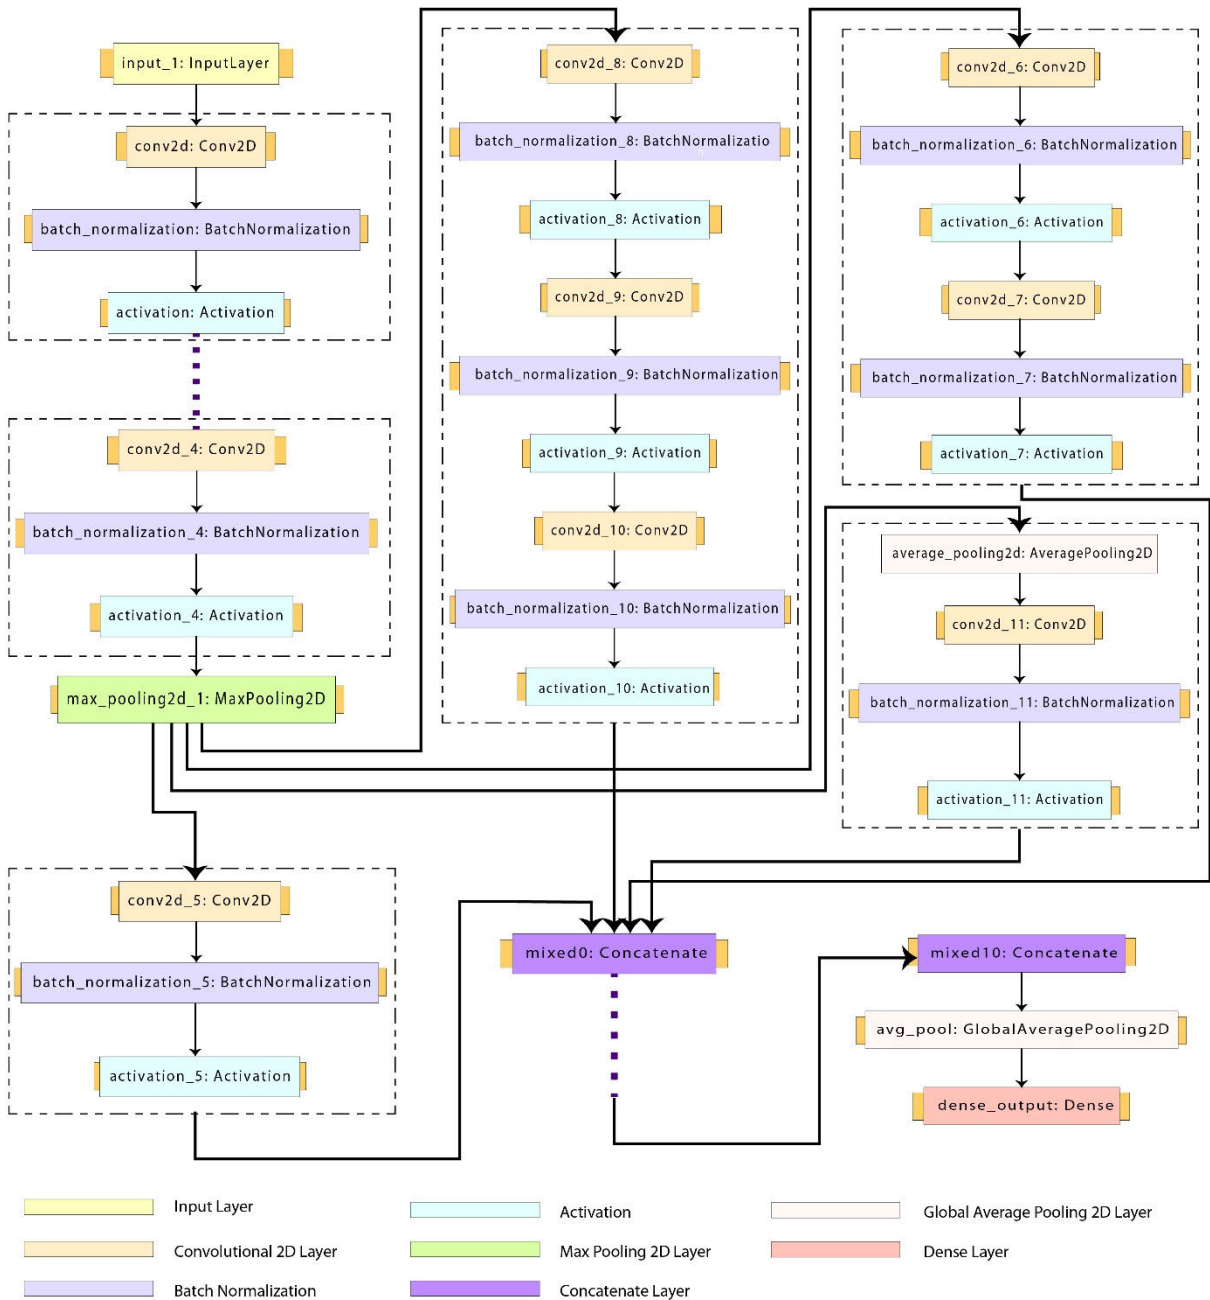 input_1: InputLayer
conv2d: Conv2D
batch_normalization: BatchNormalization
activation: Activation
conv2d_4: Conv2D
batch_normalization_4: BatchNormalization
activation_4: Activation
max_pooling2d_1: MaxPooling2D
conv2d_5: Conv2D
batch_normalization_5: BatchNormalization
activation_5: Activation
conv2d_8: Conv2D
batch_normalization_8: BatchNormalizatio
activation_8: Activation
conv2d_9: Conv2D
batch_normalization_9: BatchNormalization
activation_9: Activation
conv2d_10: Conv2D
batch_normalization_10: BatchNormalization
activation_10: Activation
mixed0: Concatenate
conv2d_6: Conv2D
batch_normalization_6: BatchNormalization
activation_6: Activation
conv2d_7: Conv2D
batch_normalization_7: BatchNormalization
activation_7: Activation
average_pooling2d: AveragePooling2D
conv2d_11: Conv2D
batch_normalization_11: BatchNormalization
activation_11: Activation
mixed10: Concatenate
avg_pool: GlobalAveragePooling2D
dense_output: Dense
Input Layer
Convolutional 2D Layer
Batch Normalization
Activation
Max Pooling 2D Layer
Concatenate Layer
Global Average Pooling 2D Layer
Dense Layer